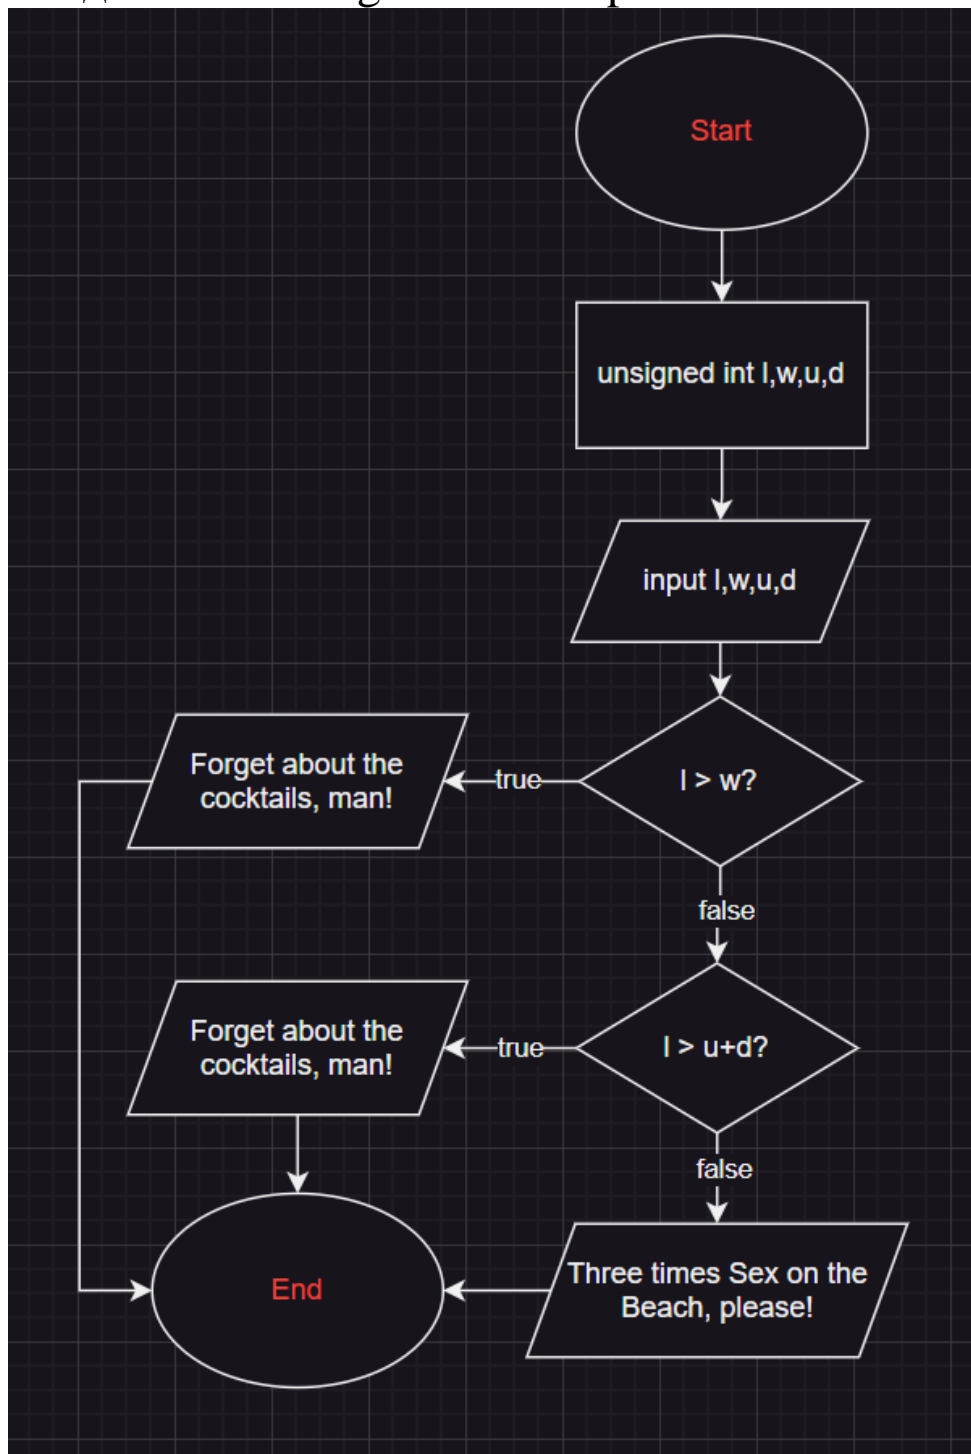 Start
unsigned int l,w,u,d
input l,w,u,d
l > w?
true
Forget about the
cocktails, man!
false
l > u+d?
true
Forget about the
cocktails, man!
false
Three times Sex on the
Beach, please!
End